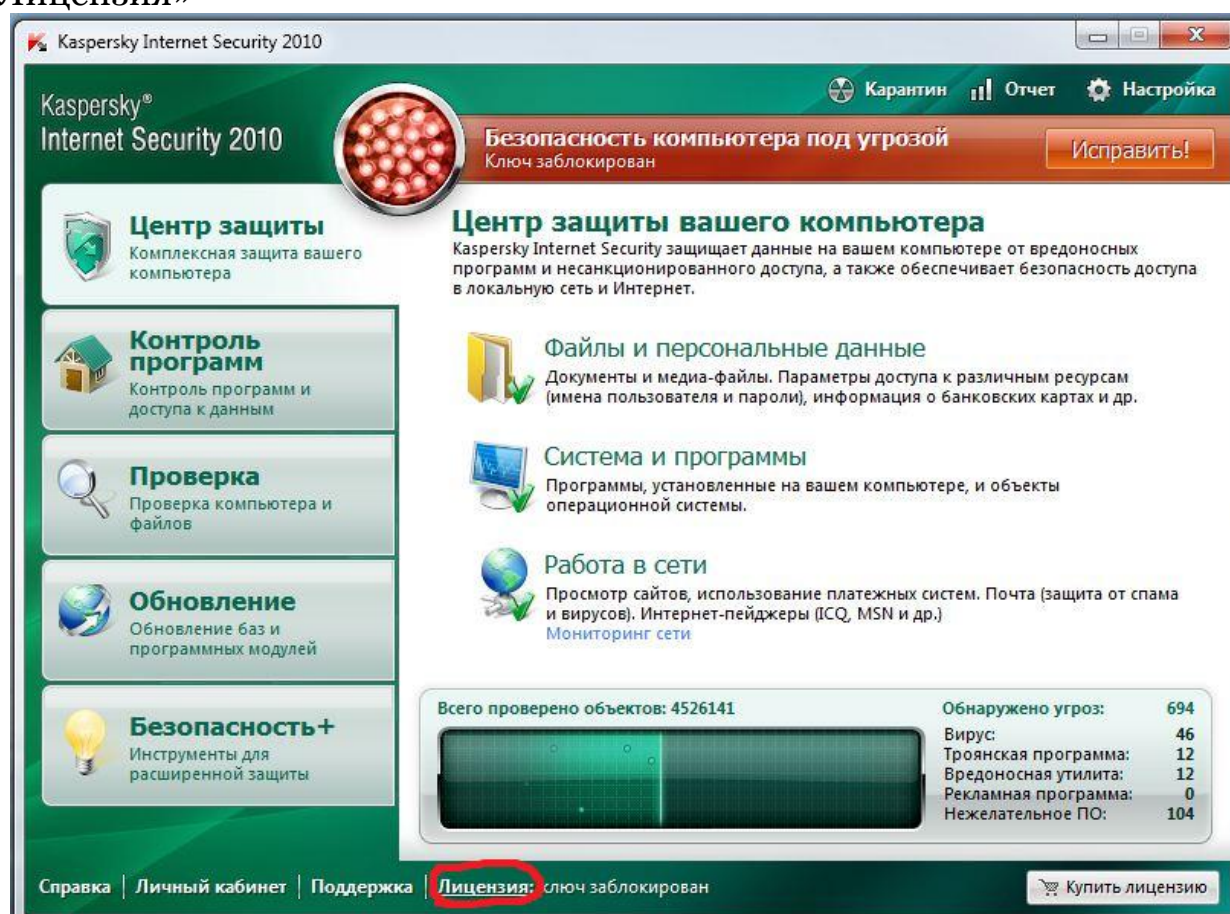 Лицензия»
Kaspersky Internet Security 2010
Kaspersky®
Internet Security 2010
Карантин
Отчет
Настройка
Безопасность компьютера под угрозой
Ключ заблокирован
Исправить!
Центр защиты
Комплексная защита вашего
компьютера
Контроль
программ
Контроль программ и
доступа к данным
Проверка
Проверка компьютера и
файлов
Обновление
Обновление баз и
программных модулей
Безопасность+
Инструменты для
расширенной защиты
Центр защиты вашего компьютера
Kaspersky Internet Security защищает данные на вашем компьютере от вредоносных
программ и несанкционированного доступа, а также обеспечивает безопасность доступа
в локальную сеть и Интернет.
Файлы и персональные данные
Документы и медиа-файлы. Параметры доступа к различным ресурсам
(имена пользователя и пароли), информация о банковских картах и др.
Система и программы
Программы, установленные на вашем компьютере, и объекты
операционной системы.
Работа в сети
Просмотр сайтов, использование платежных систем. Почта (защита от спама
и вирусов). Интернет-пейджеры (ICQ, MSN и др.)
Мониторинг сети
Всего проверено объектов: 4526141
Обнаружено угроз: 694
Вирус: 46
Троянская программа: 12
Вредоносная утилита: 12
Рекламная программа: 0
Нежелательное ПО: 104
Справка | Личный кабинет | Поддержка | Лицензия: ключ заблокирован
Купить лицензию